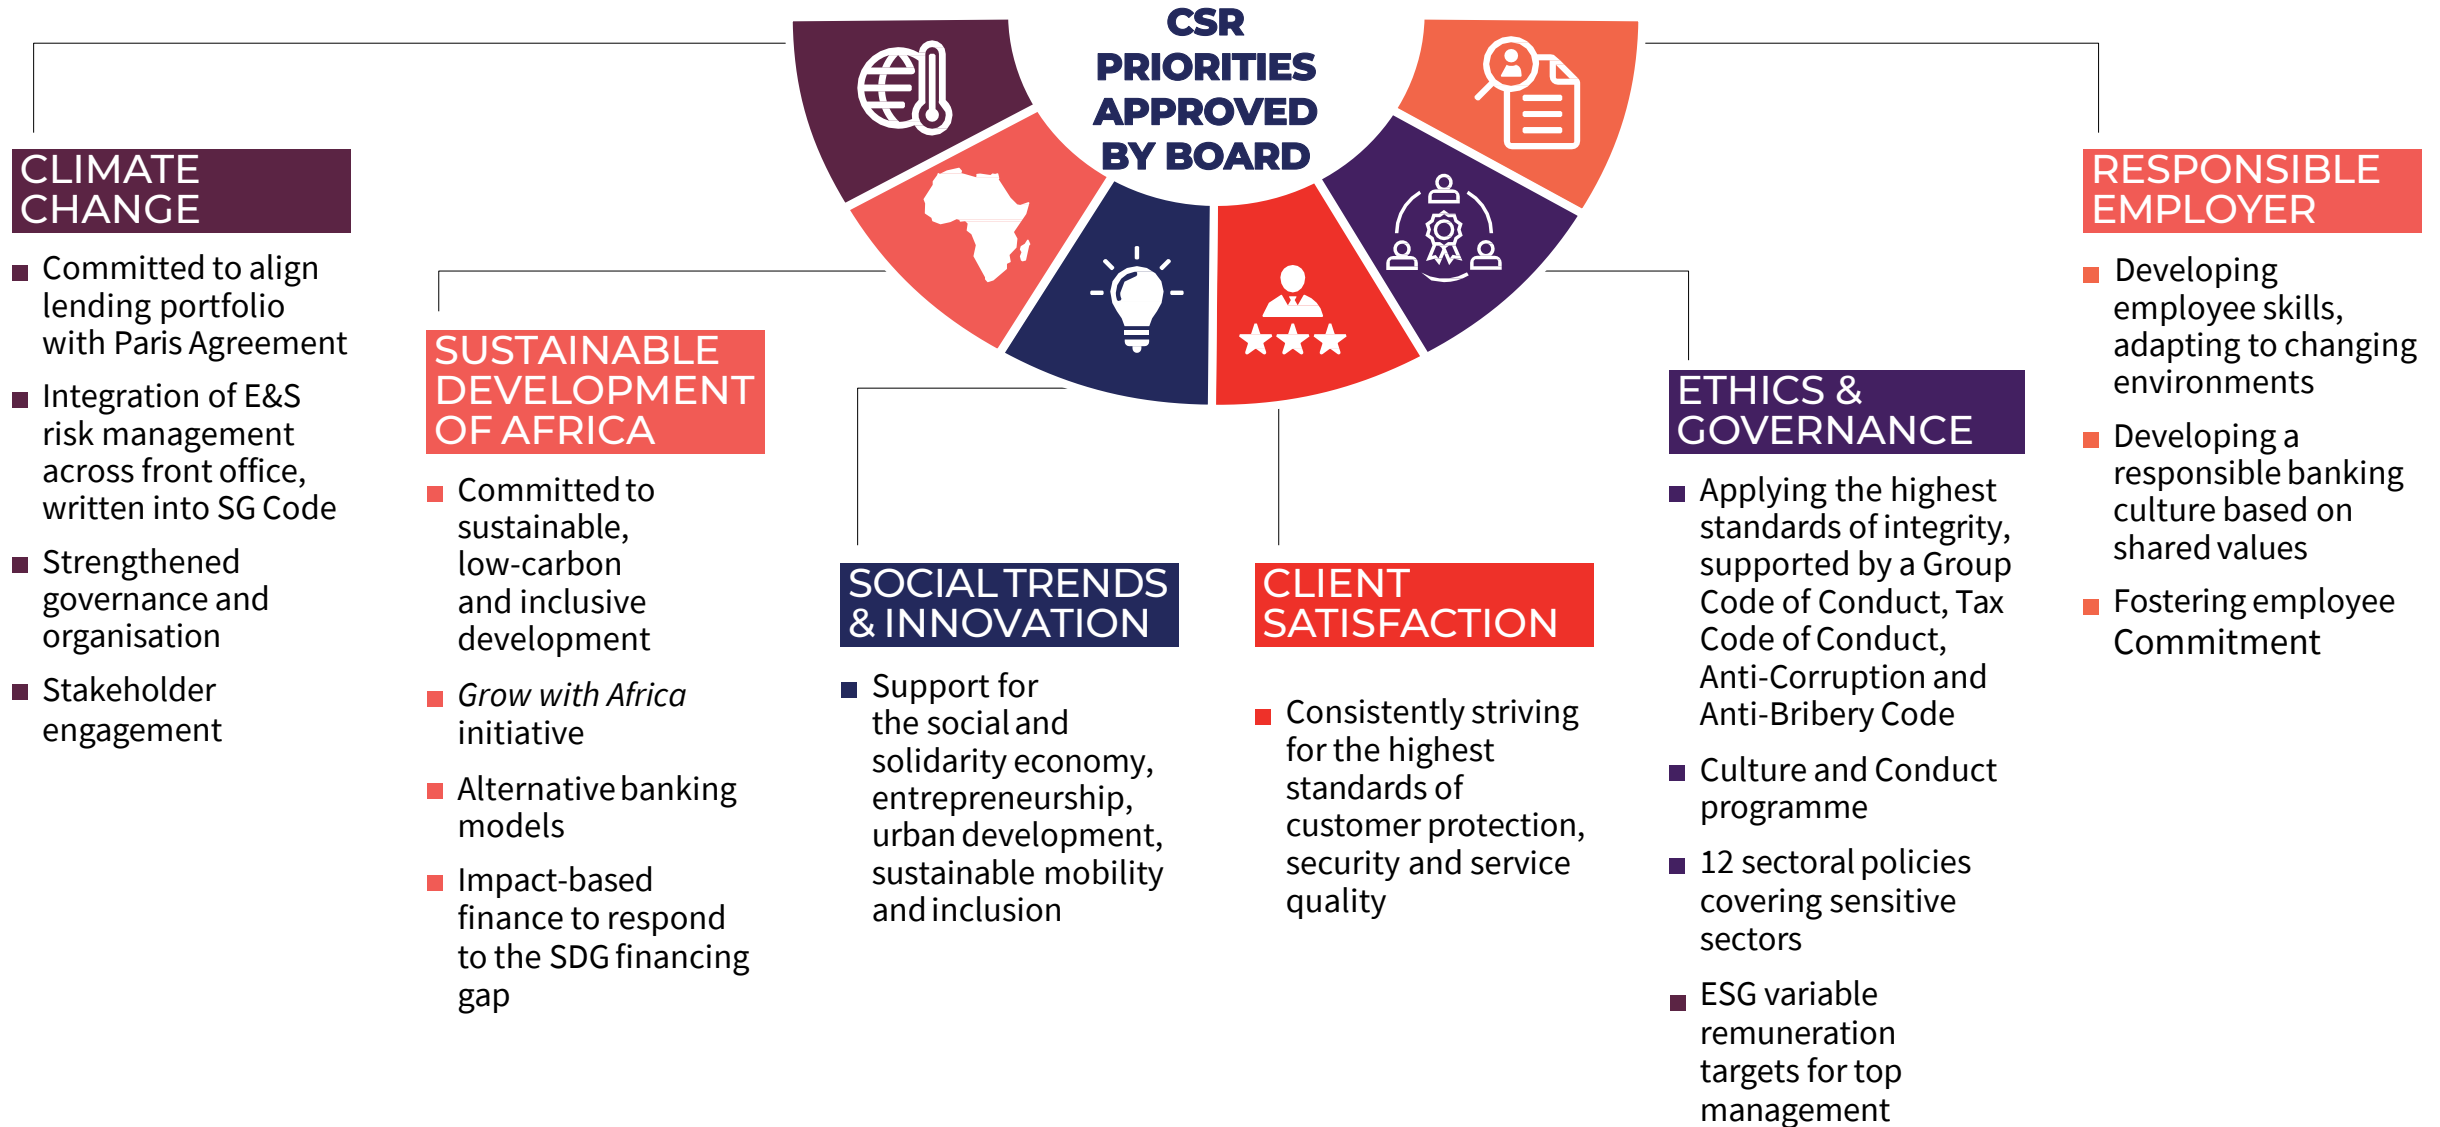 CSR
PRIORITIES
APPROVED
BY BOARD
CLIMATE
CHANGE
Committed to align
lending portfolio
with Paris Agreement
Integration of E&S
risk management
across front office,
written into SG Code
Strengthened
governance and
organisation
Stakeholder
engagement
SUSTAINABLE
DEVELOPMENT
OF AFRICA
Committed to
sustainable,
low-carbon
and inclusive
development
Grow with Africa
initiative
Alternative banking
models
Impact-based
finance to respond
to the SDG financing
gap
SOCIAL TRENDS
& INNOVATION
Support for
the social and
solidarity economy,
entrepreneurship,
urban development,
sustainable mobility
and inclusion
CLIENT
SATISFACTION
Consistently striving
for the highest
standards of
customer protection,
security and service
quality
ETHICS &
GOVERNANCE
Applying the highest
standards of integrity,
supported by a Group
Code of Conduct, Tax
Code of Conduct,
Anti-Corruption and
Anti-Bribery Code
Culture and Conduct
programme
12 sectoral policies
covering sensitive
sectors
ESG variable
remuneration
targets for top
management
RESPONSIBLE
EMPLOYER
Developing
employee skills,
adapting to changing
environments
Developing a
responsible banking
culture based on
shared values
Fostering employee
Commitment